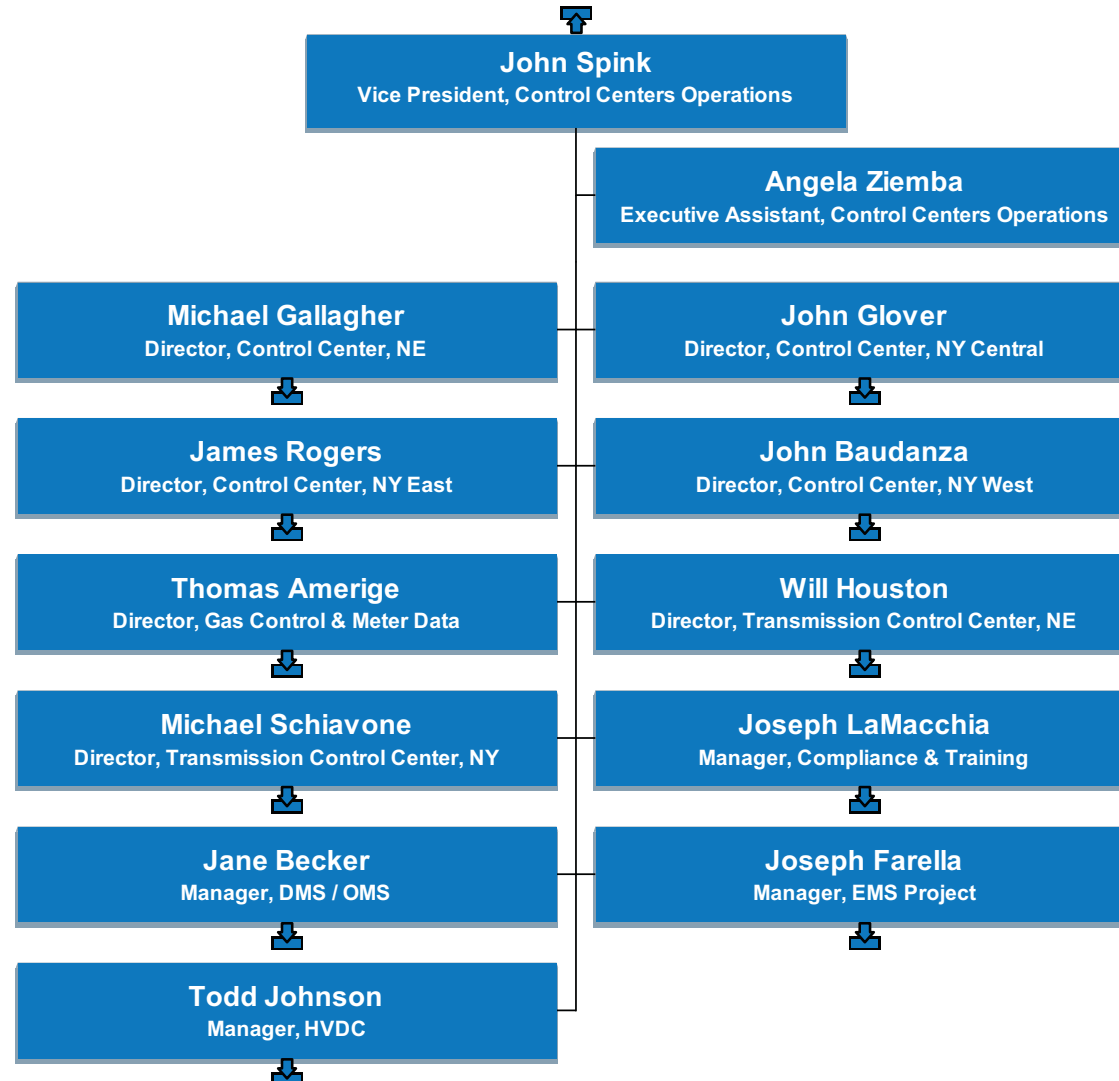 John Spink
Vice President, Control Centers Operations
Angela Ziemba
Executive Assistant, Control Centers Operations
Michael Gallagher
Director, Control Center, NE
John Glover
Director, Control Center, NY Central
James Rogers
Director, Control Center, NY East
John Baudanza
Director, Control Center, NY West
Thomas Amerige
Director, Gas Control & Meter Data
Will Houston
Director, Transmission Control Center, NE
Michael Schiavone
Director, Transmission Control Center, NY
Joseph LaMacchia
Manager, Compliance & Training
Jane Becker
Manager, DMS / OMS
Joseph Farella
Manager, EMS Project
Todd Johnson
Manager, HVDC